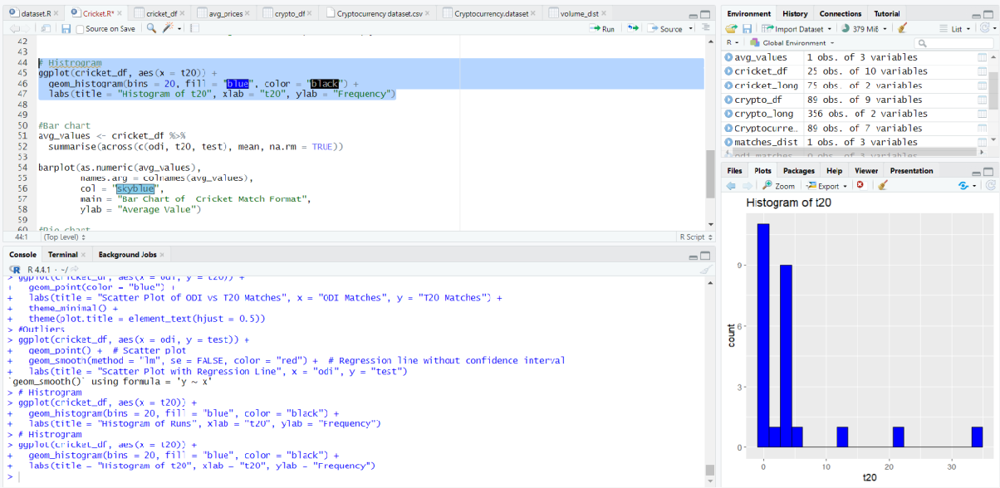 dataset.R
Cricket.R*
cricket_df
avg_prices
crypto_df
Cryptocurrency dataset.csv
Cryptocurrency.dataset
volume_dist
Source on Save
Run
Source
42
43
44 # Histrogram
45 ggplot(cricket_df, aes(x = t20)) +
46 geom_histogram(bins = 20, fill = "blue", color = "black") +
47 labs(title = "Histogram of t20", xlab = "t20", ylab = "Frequency")
48
49
50 #Bar chart
51 avg_values <- cricket_df %>%
52 summarise(across(c(odi, t20, test), mean, na.rm = TRUE))
53
54 barplot(as.numeric(avg_values),
55 names.arg = colnames(avg_values),
56 col = "skyblue",
57 main = "Bar Chart of  Cricket Match Format",
58 ylab = "Average Value")
59
60 #Pie chart
44:1 (Top Level) R Script
Console Terminal Background Jobs
R 4.4.1 · ~/
> ggplot(cricket_df, aes(x = odi, y = t20)) +
+ geom_point(color = "blue") +
+ labs(title = "Scatter Plot of ODI vs T20 Matches", x = "ODI Matches", y = "T20 Matches") +
+ theme_minimal() +
+ theme(plot.title = element_text(hjust = 0.5))
> #Outliers
> ggplot(cricket_df, aes(x = odi, y = test)) +
+ geom_point() + # Scatter plot
+ geom_smooth(method = "lm", se = FALSE, color = "red") + # Regression line without confidence interval
+ labs(title = "Scatter Plot with Regression Line", x = "odi", y = "test")
`geom_smooth()` using formula = 'y ~ x'
> # Histrogram
> ggplot(cricket_df, aes(x = t20)) +
+ geom_histogram(bins = 20, fill = "blue", color = "black") +
+ labs(title = "Histogram of Runs", xlab = "t20", ylab = "Frequency")
> # Histrogram
> ggplot(cricket_df, aes(x = t20)) +
+ geom_histogram(bins = 20, fill = "blue", color = "black") +
+ labs(title = "Histogram of t20", xlab = "t20", ylab = "Frequency")
>
Environment History Connections Tutorial
Import Dataset 379 MiB List
R Global Environment
avg_values 1 obs. of 3 variables
cricket_df 25 obs. of 10 variables
cricket_long 75 obs. of 2 variables
crypto_df 89 obs. of 9 variables
crypto_long 356 obs. of 2 variables
Cryptocurre… 89 obs. of 7 variables
matches_dist 1 obs. of 3 variables
odi_matches 0 obs. of 3 variables
Files Plots Packages Help Viewer Presentation
Zoom Export
Histogram of t20
9
6
3
0
count
0 10 20 30
t20